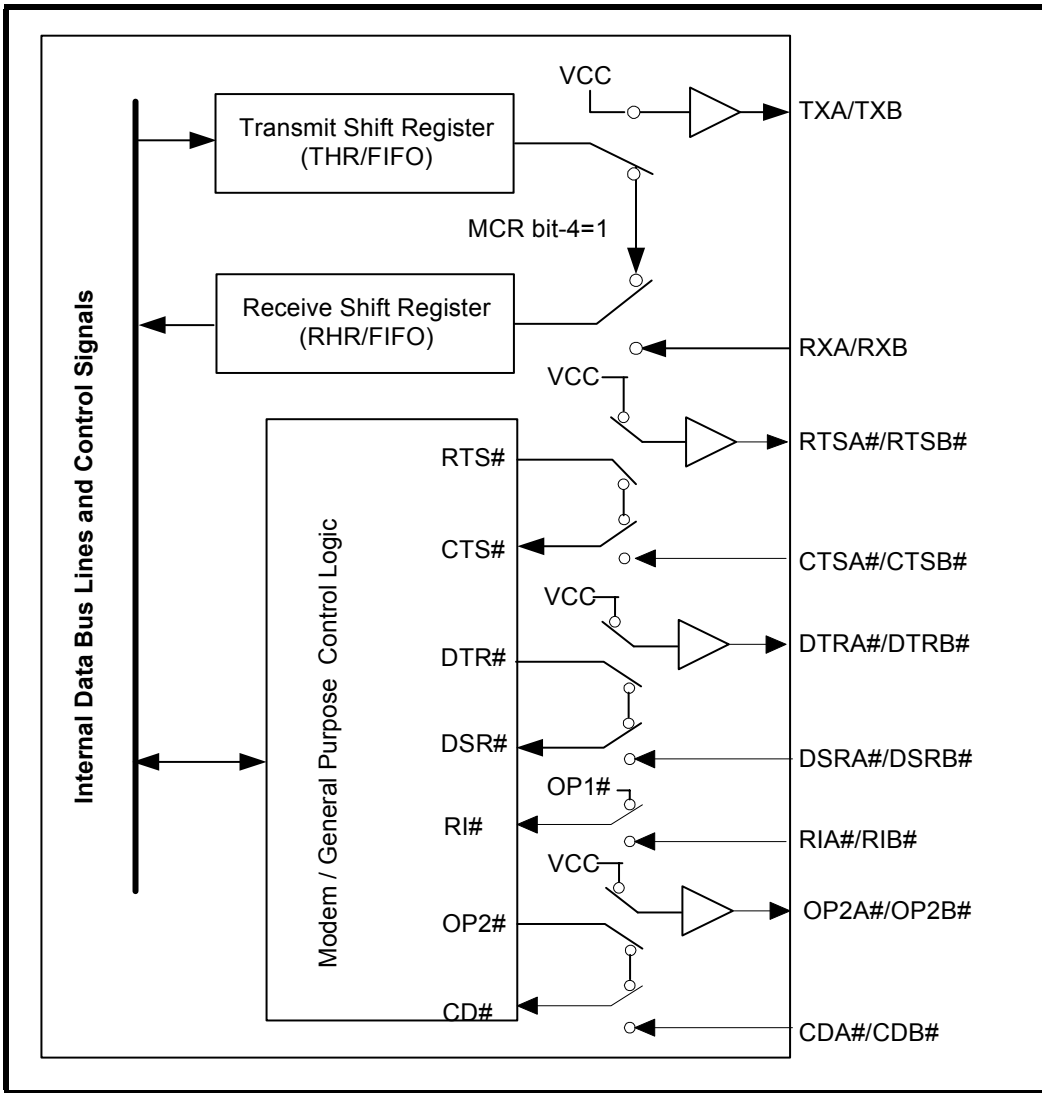 VCC
TXA/TXB
Transmit Shift Register
(THR/FIFO)
MCR bit-4=1
Receive Shift Register
(RHR/FIFO)
RXA/RXB
VCC
RTSA#/RTSB#
RTS#
CTS#
CTSA#/CTSB#
VCC
DTRA#/DTRB#
DTR#
DSR#
DSRA#/DSRB#
OP1#
RI#
RIA#/RIB#
VCC
OP2A#/OP2B#
OP2#
CD#
CDA#/CDB#
Internal Data Bus Lines and Control Signals
Modem / General Purpose Control Logic